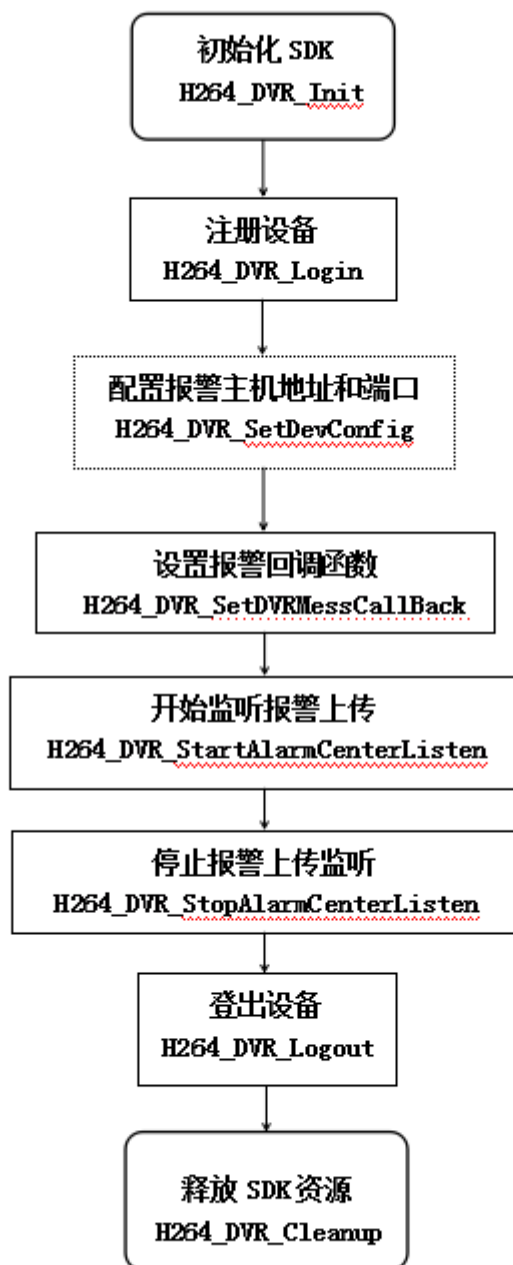 初始化 SDK
H264_DVR_Init
注册设备
H264_DVR_Login
配置报警主机地址和端口
H264_DVR_SetDevConfig
设置报警回调函数
H264_DVR_SetDVRMessCallBack
开始监听报警上传
H264_DVR_StartAlarmCenterListen
停止报警上传监听
H264_DVR_StopAlarmCenterListen
登出设备
H264_DVR_Logout
释放 SDK 资源
H264_DVR_Cleanup